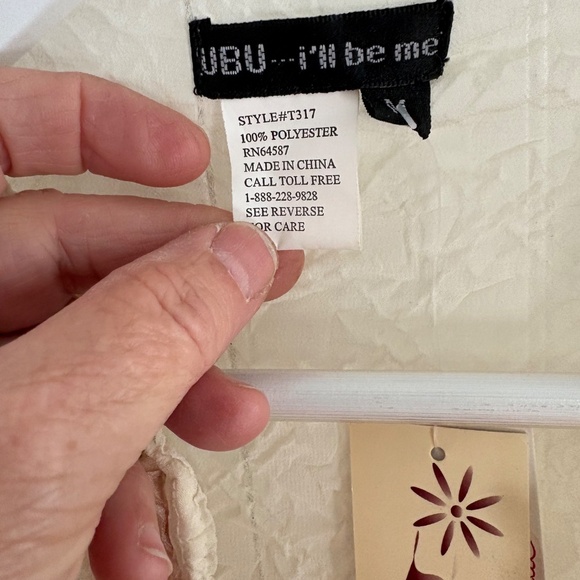 UBU---i'll be me
STYLE#T317
100% POLYESTER
RN64587
MADE IN CHINA
CALL TOLL FREE
1-888-228-9828
SEE REVERSE
FOR CARE